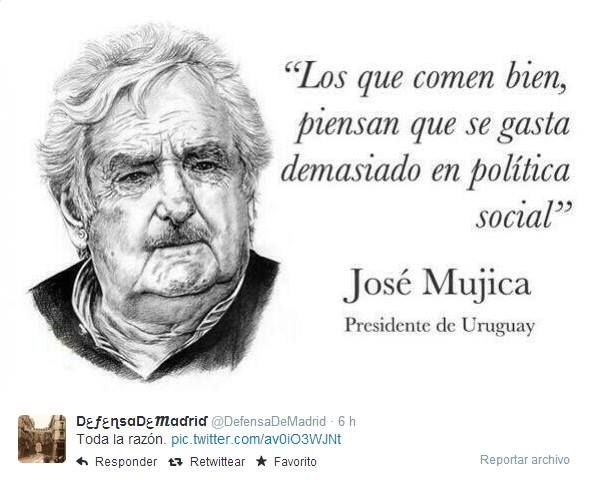 “Los que comen bien,
piensan que se gasta
demasiado en política
social”
José Mujica
Presidente de Uruguay
DεƒεηsαDε𝑴αɗriɗ @DefensaDeMadrid · 6 h
Toda la razón. pic.twitter.com/av0iO3WJNt
Responder Retwittear Favorito Reportar archivo